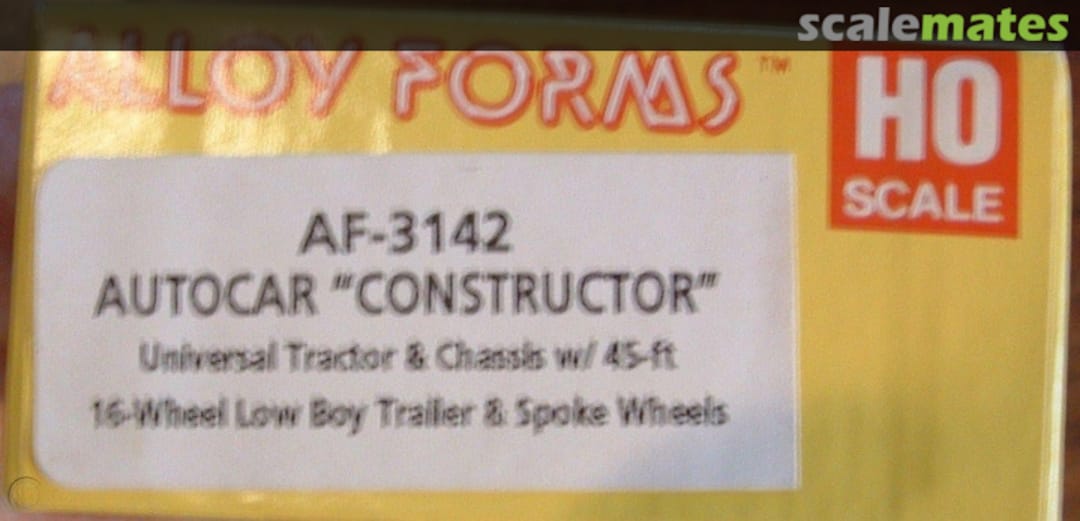 scalemates
ALLOY FORMS™
HO
SCALE
AF-3142
AUTOCAR "CONSTRUCTOR"
Universal Tractor & Chassis w/ 45-ft
16-Wheel Low Boy Trailer & Spoke Wheels